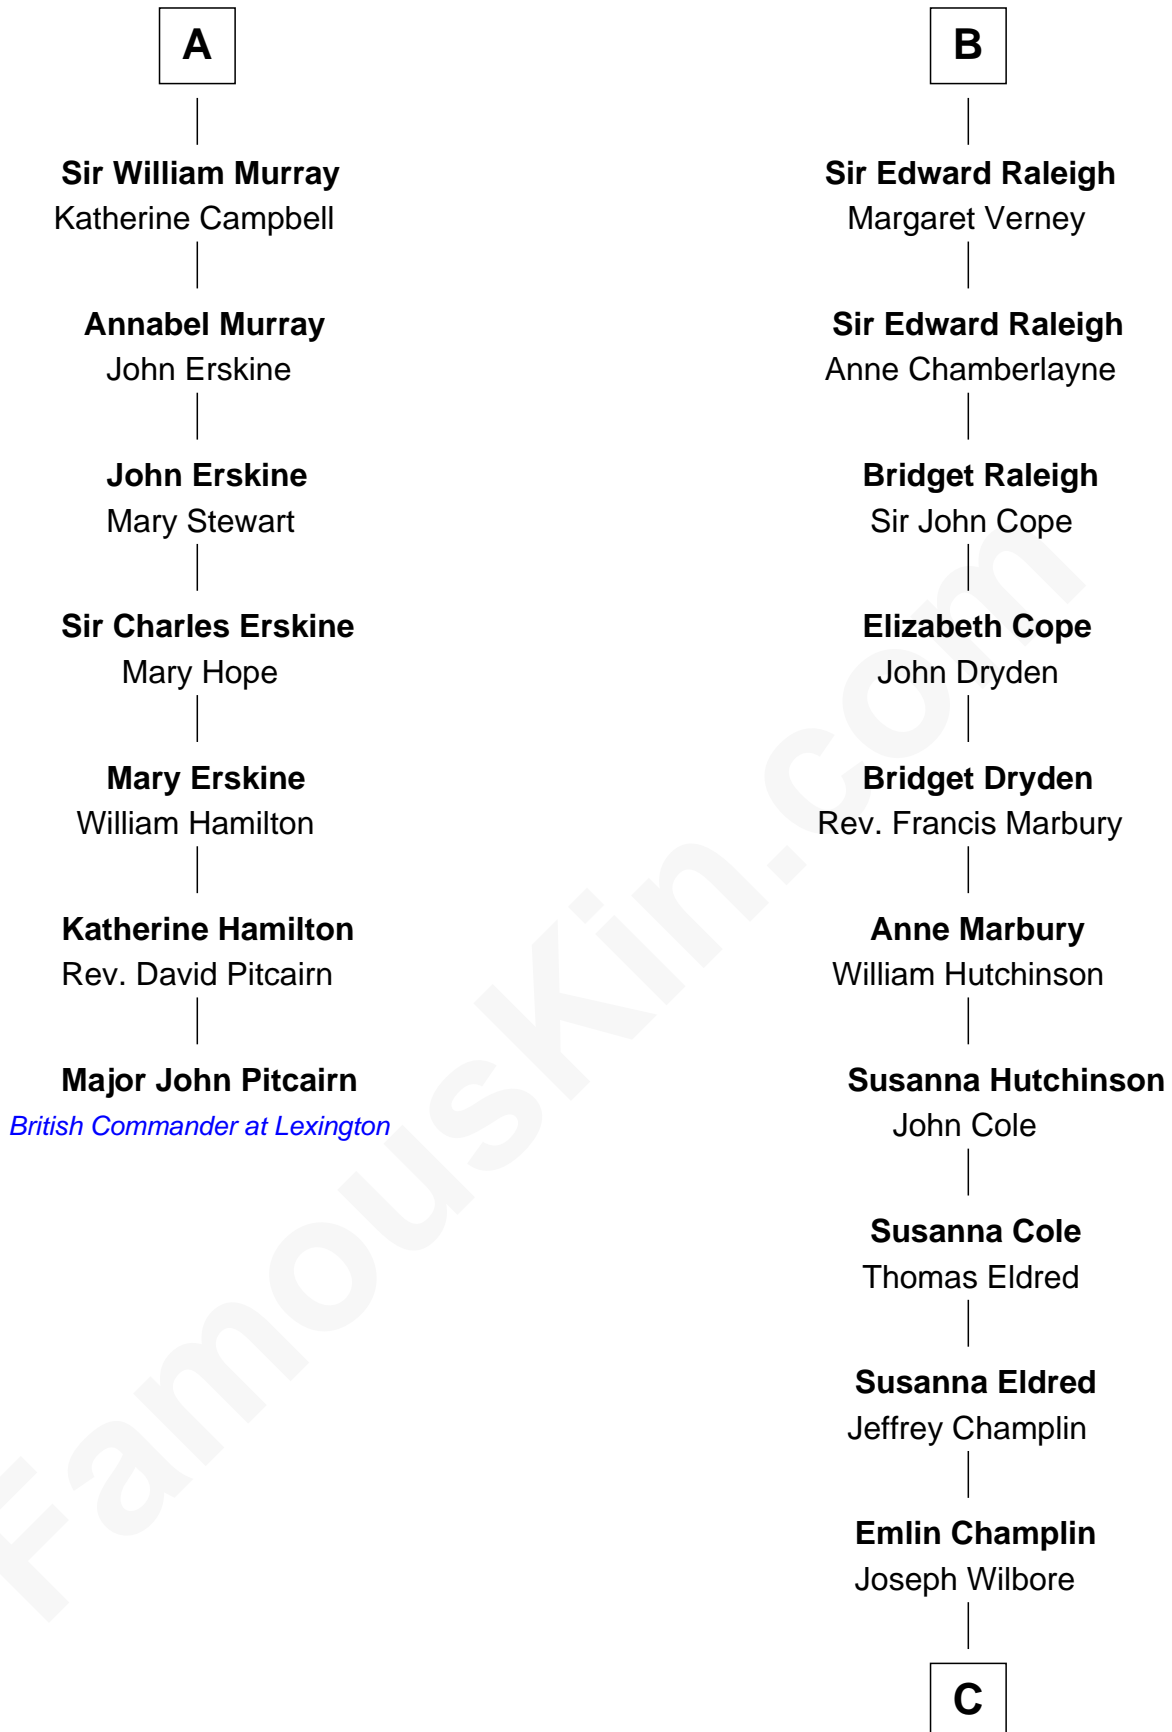 A
Sir William Murray
Katherine Campbell
Annabel Murray
John Erskine
John Erskine
Mary Stewart
Sir Charles Erskine
Mary Hope
Mary Erskine
William Hamilton
Katherine Hamilton
Rev. David Pitcairn
Major John Pitcairn
British Commander at Lexington
B
Sir Edward Raleigh
Margaret Verney
Sir Edward Raleigh
Anne Chamberlayne
Bridget Raleigh
Sir John Cope
Elizabeth Cope
John Dryden
Bridget Dryden
Rev. Francis Marbury
Anne Marbury
William Hutchinson
Susanna Hutchinson
John Cole
Susanna Cole
Thomas Eldred
Susanna Eldred
Jeffrey Champlin
Emlin Champlin
Joseph Wilbore
C
FamousKin.com